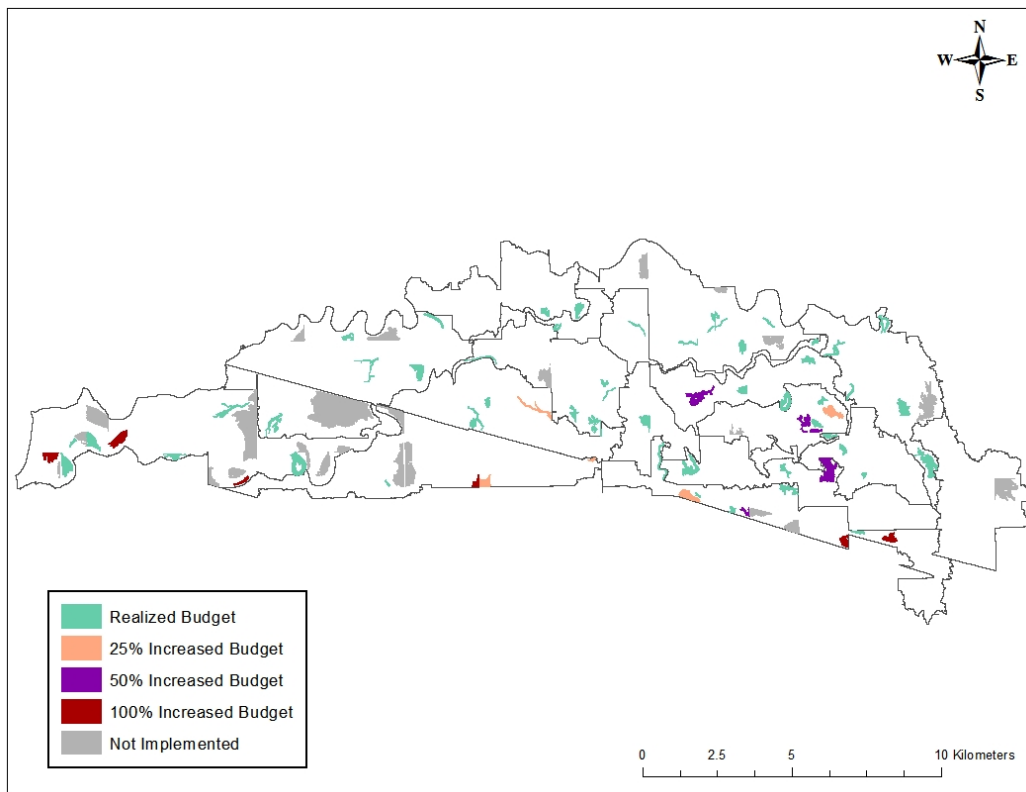 N
W E
S
Realized Budget
25% Increased Budget
50% Increased Budget
100% Increased Budget
Not Implemented
0 2.5 5 10 Kilometers